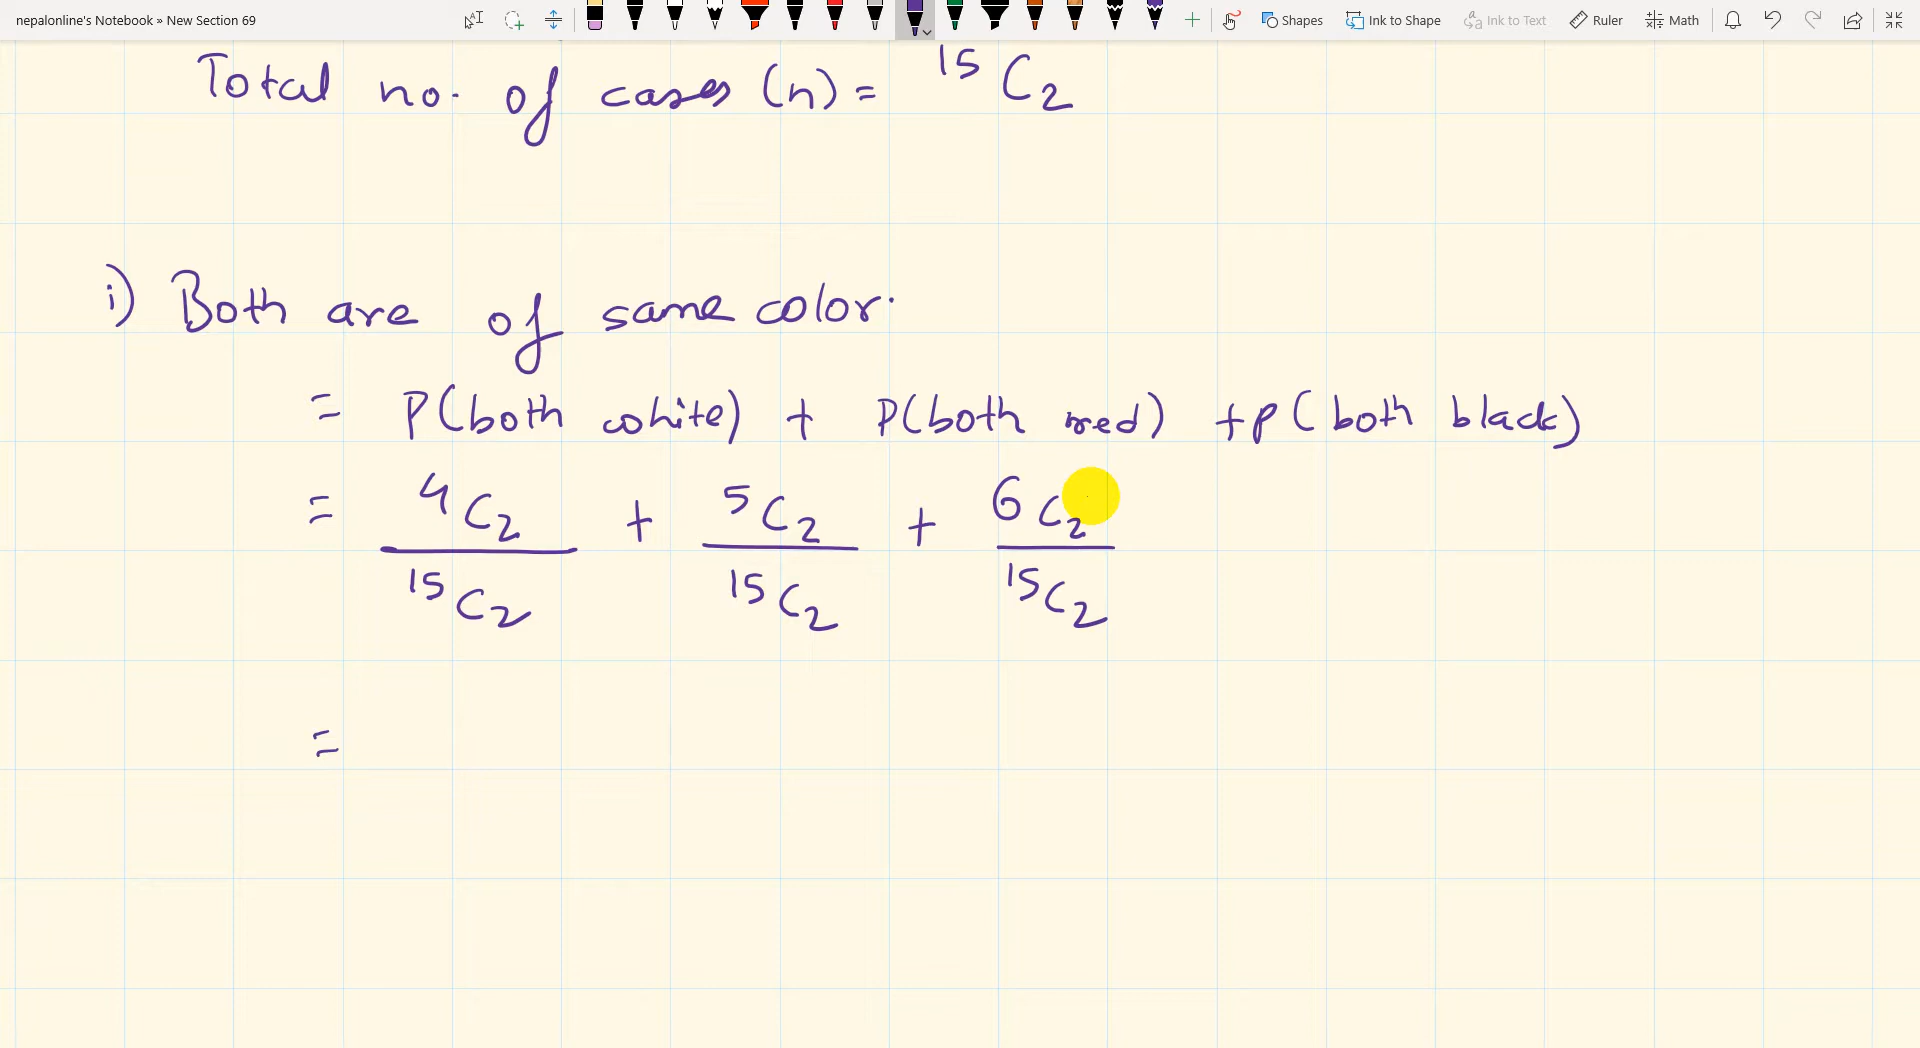 nepalonline's Notebook » New Section 69
Shapes
Ink to Shape
Ink to Text
Ruler
Math
Total no. of cases (n) = ¹⁵C₂
i) Both are of same color.
= P(both white) + P(both red) + P(both black)
= ⁴C₂/¹⁵C₂ + ⁵C₂/¹⁵C₂ + ⁶C₂/¹⁵C₂
=